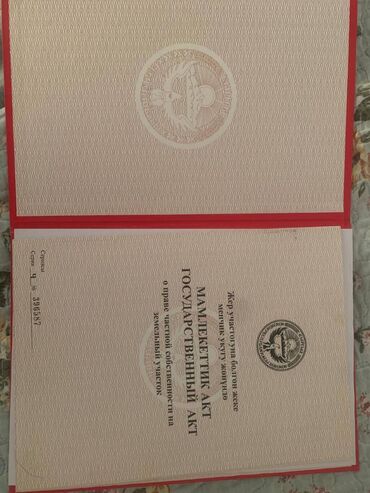 Жер участогуна болгон жеке
менчик укугу жөнүндө
МАМЛЕКЕТТИК АКТ
ГОСУДАРСТВЕННЫЙ АКТ
о праве частной собственности на
земельный участок
Сериясы
Серия Ч № 396587